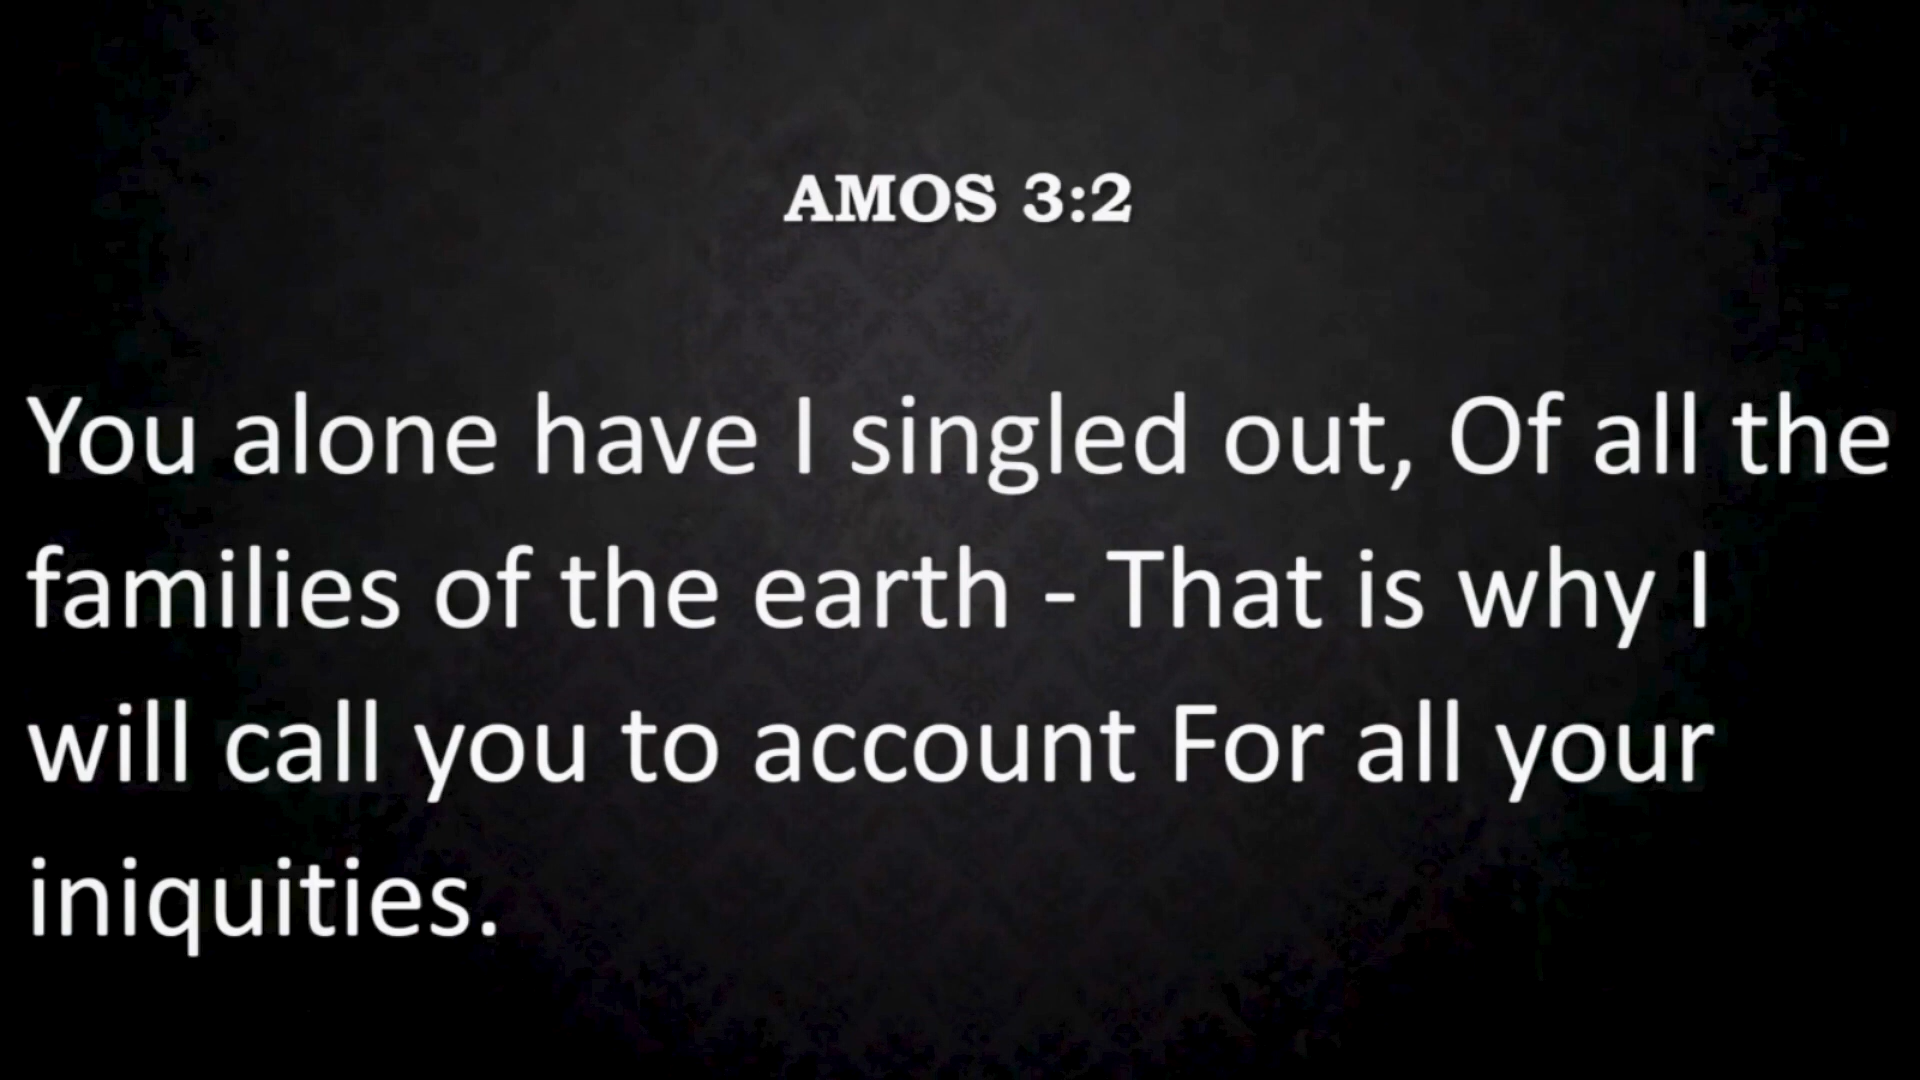 AMOS 3:2
You alone have I singled out, Of all the
families of the earth - That is why I
will call you to account For all your
iniquities.